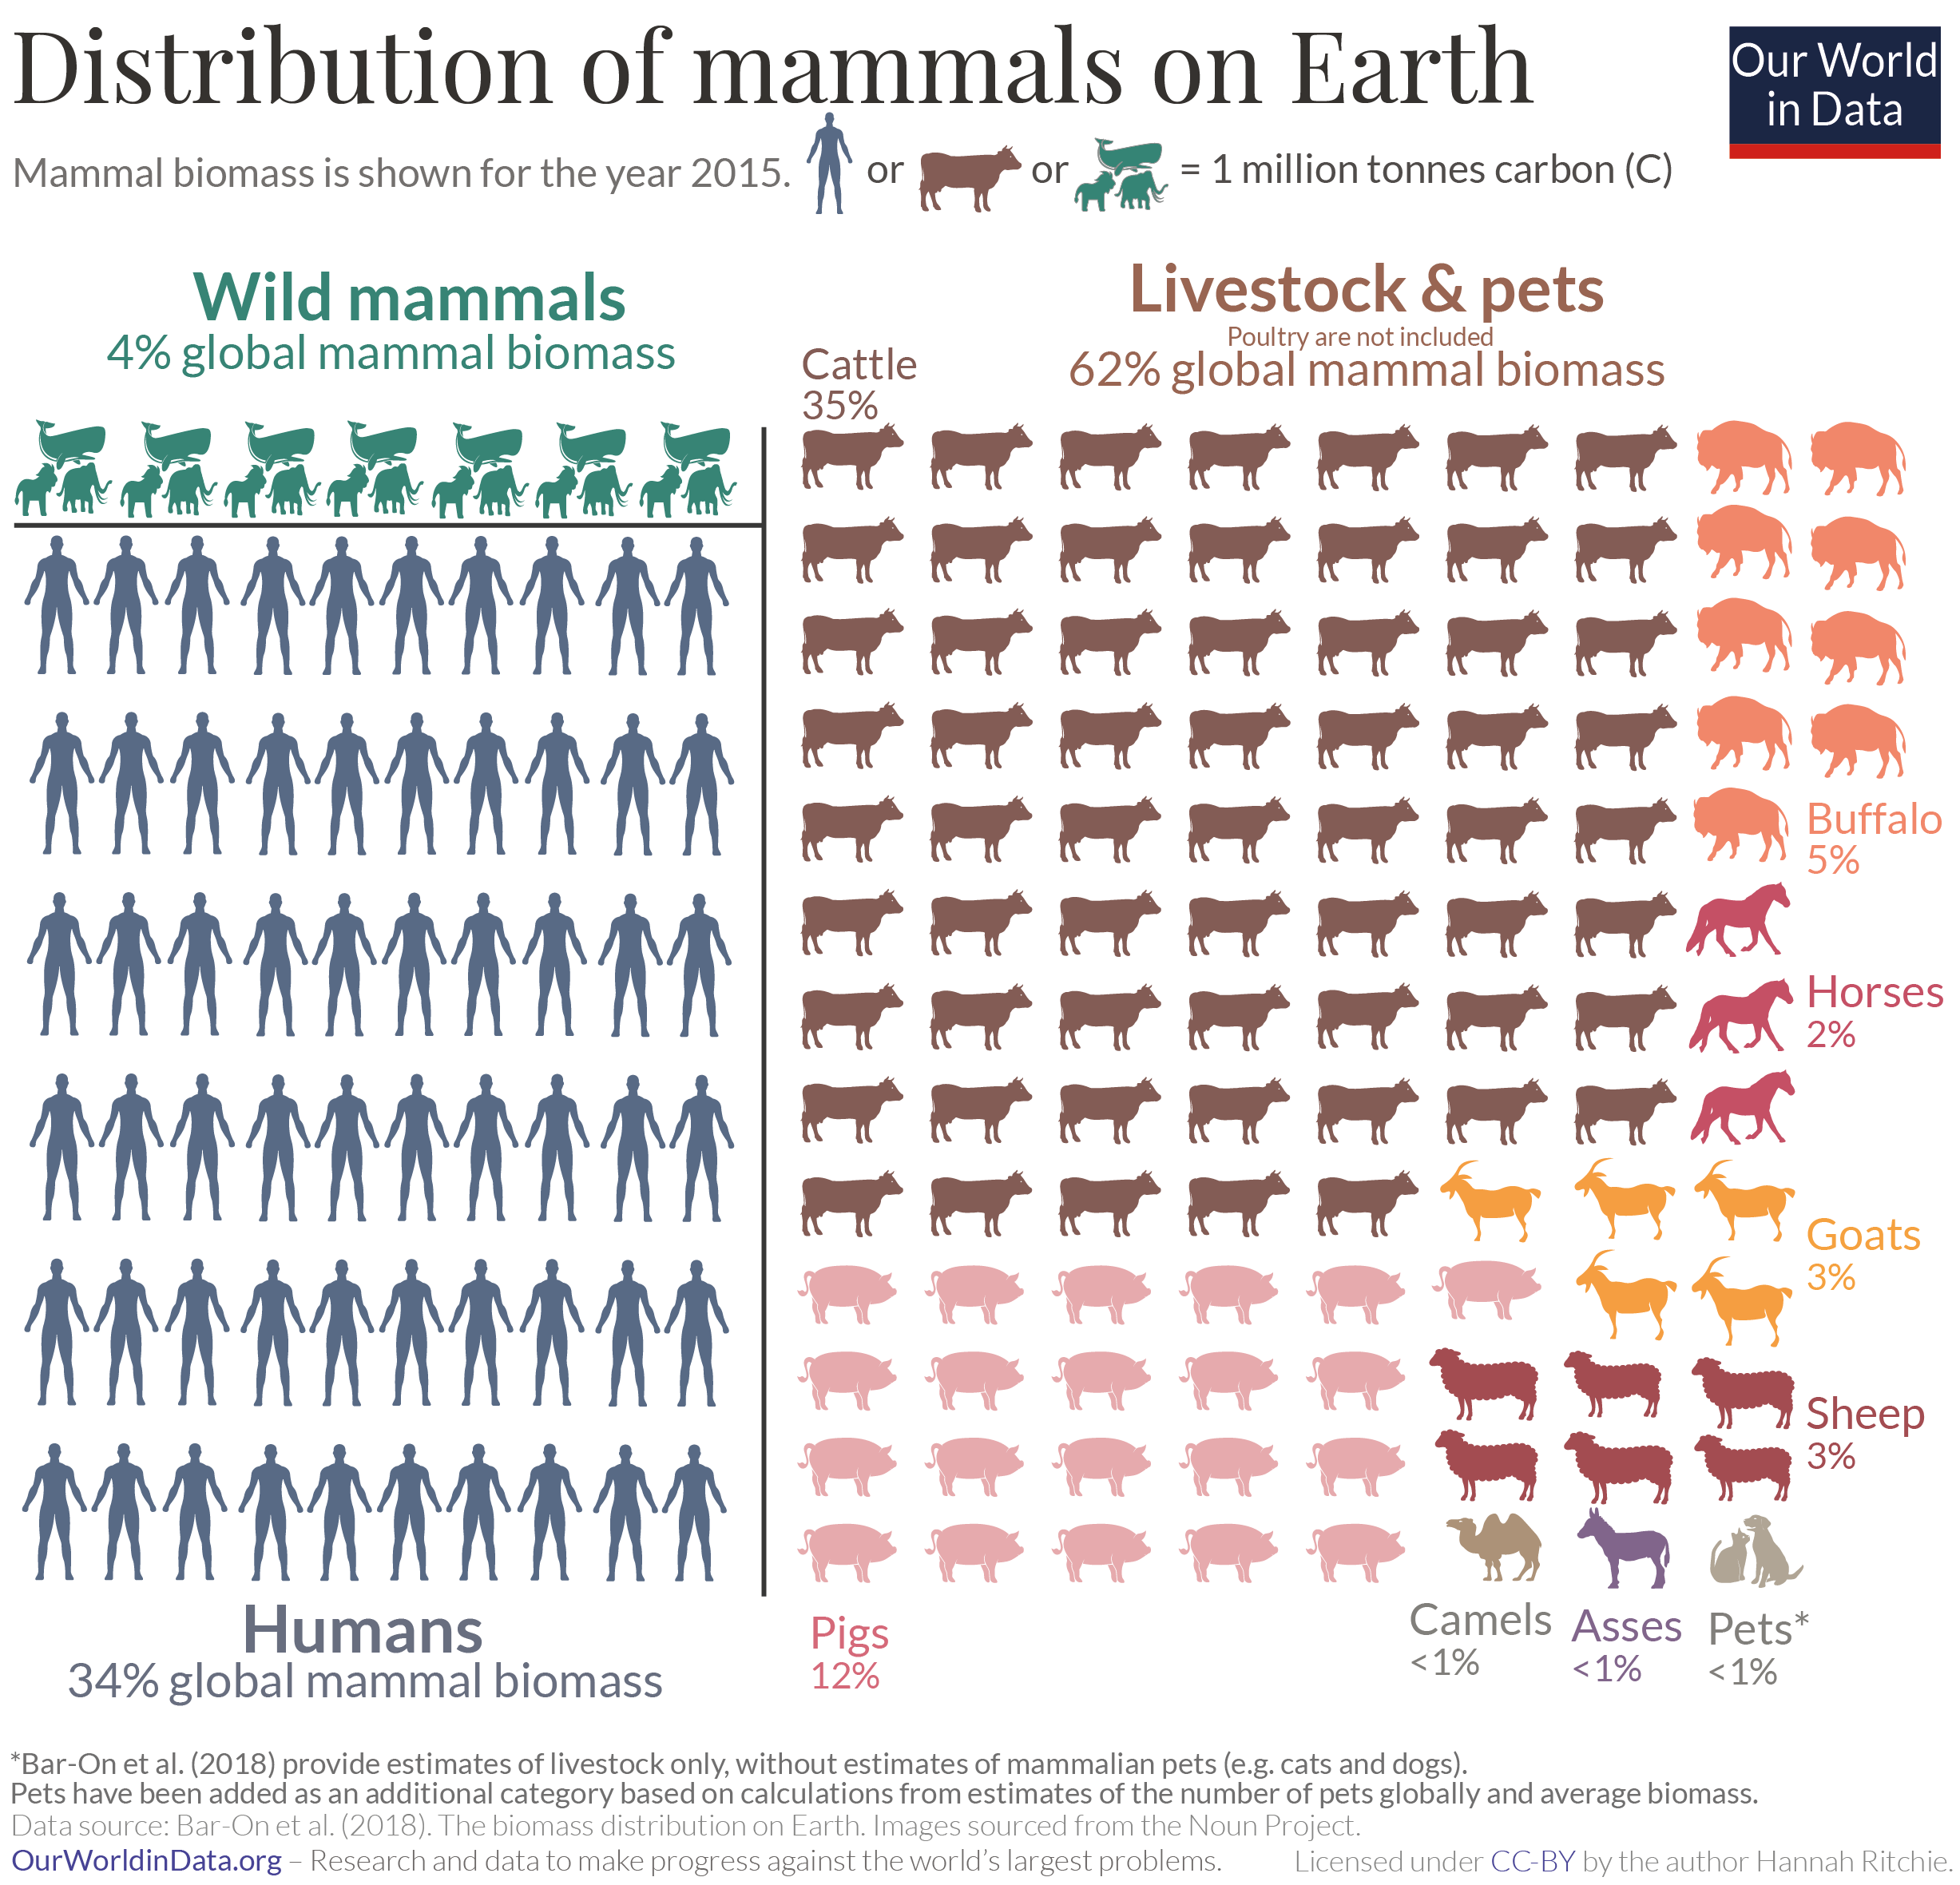 Distribution of mammals on Earth
Our World
in Data
Mammal biomass is shown for the year 2015. or or = 1 million tonnes carbon (C)
Wild mammals
4% global mammal biomass
Livestock & pets
Poultry are not included
62% global mammal biomass
Cattle
35%
Buffalo
5%
Horses
2%
Goats
3%
Sheep
3%
Humans
34% global mammal biomass
Pigs
12%
Camels
<1%
Asses
<1%
Pets*
<1%
*Bar-On et al. (2018) provide estimates of livestock only, without estimates of mammalian pets (e.g. cats and dogs).
Pets have been added as an additional category based on calculations from estimates of the number of pets globally and average biomass.
Data source: Bar-On et al. (2018). The biomass distribution on Earth. Images sourced from the Noun Project.
OurWorldinData.org – Research and data to make progress against the world's largest problems. Licensed under CC-BY by the author Hannah Ritchie.